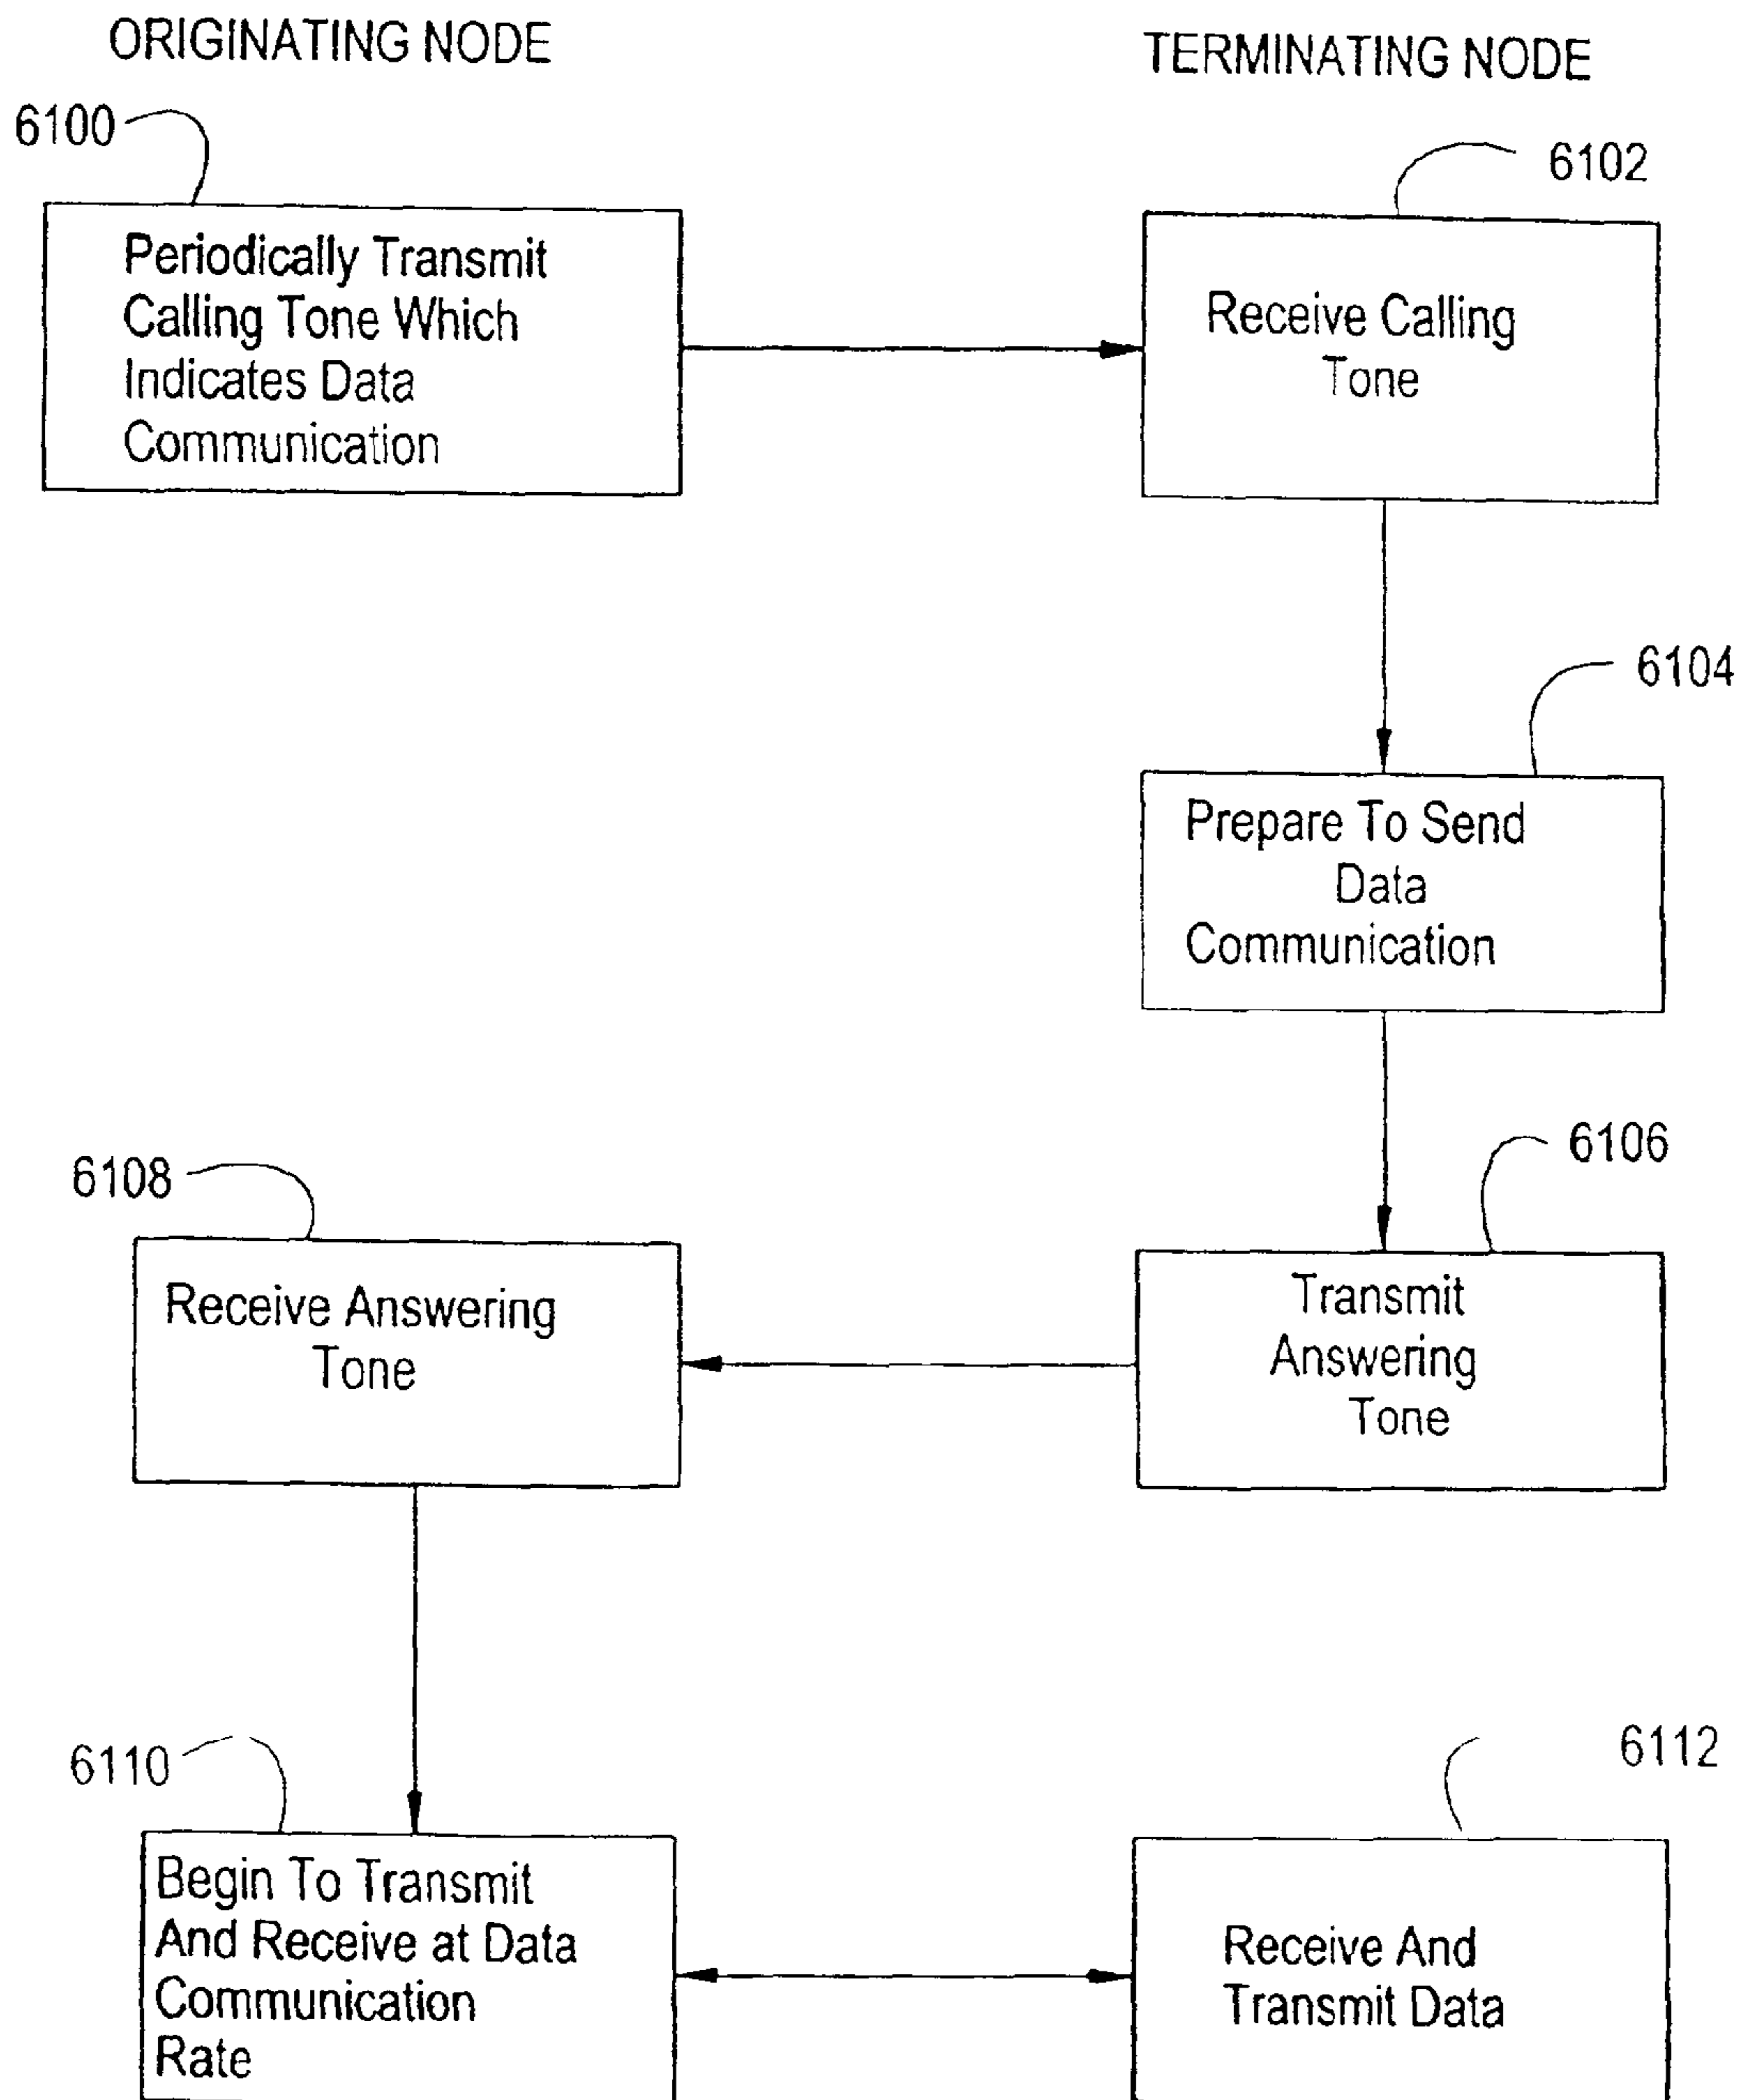 ORIGINATING NODE
TERMINATING NODE
6100
6102
Periodically Transmit
Calling Tone Which
Indicates Data
Communication
Receive Calling
Tone
6104
Prepare To Send
Data
Communication
6106
6108
Transmit
Answering
Tone
Receive Answering
Tone
6110
6112
Begin To Transmit
And Receive at Data
Communication
Rate
Receive And
Transmit Data